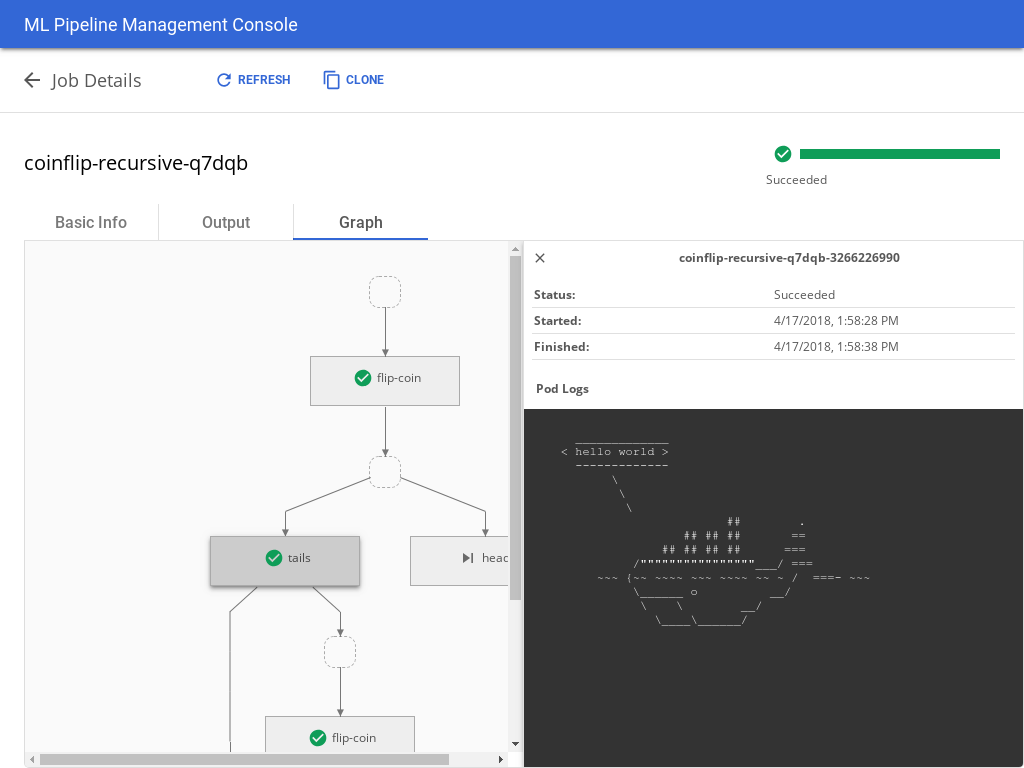 ML Pipeline Management Console
Job Details
REFRESH
CLONE
coinflip-recursive-q7dqb
Succeeded
Basic Info
Output
Graph
flip-coin
tails
heac
flip-coin
coinflip-recursive-q7dqb-3266226990
Status: Succeeded
Started: 4/17/2018, 1:58:28 PM
Finished: 4/17/2018, 1:58:38 PM
Pod Logs
 _____________
< hello world >
 -------------
    \
     \
      \
                    ##         .
              ## ## ##        ==
           ## ## ## ##       ===
       /"""""""""""""""""___/ ===
  ~~~ {~~ ~~~~ ~~~ ~~~~ ~~ ~ /  ===- ~~~
       \______ o          __/
        \    \        __/
          \____\______/